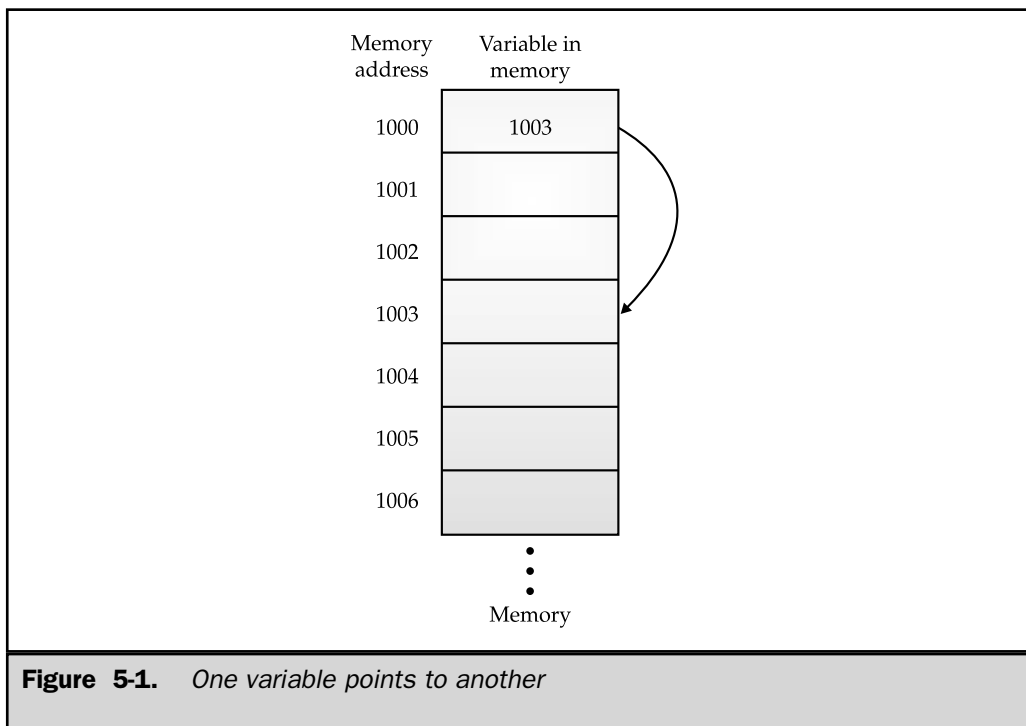 Memory address
Variable in memory
1000
1003
1001
1002
1003
1004
1005
1006
Memory
Figure 5-1. One variable points to another